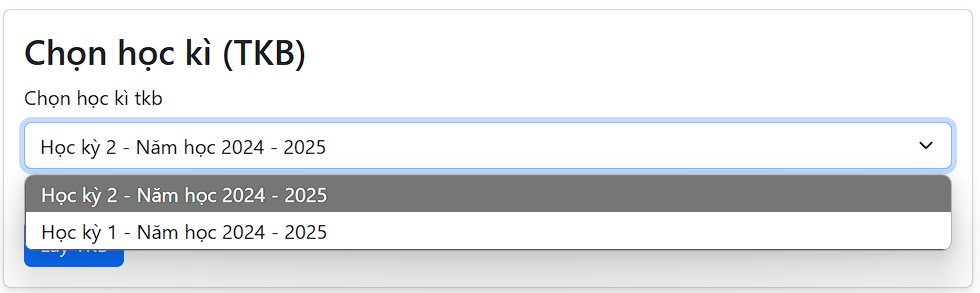 Chọn học kì (TKB)
Chọn học kì tkb
Học kỳ 2 - Năm học 2024 - 2025
Học kỳ 2 - Năm học 2024 - 2025
Học kỳ 1 - Năm học 2024 - 2025